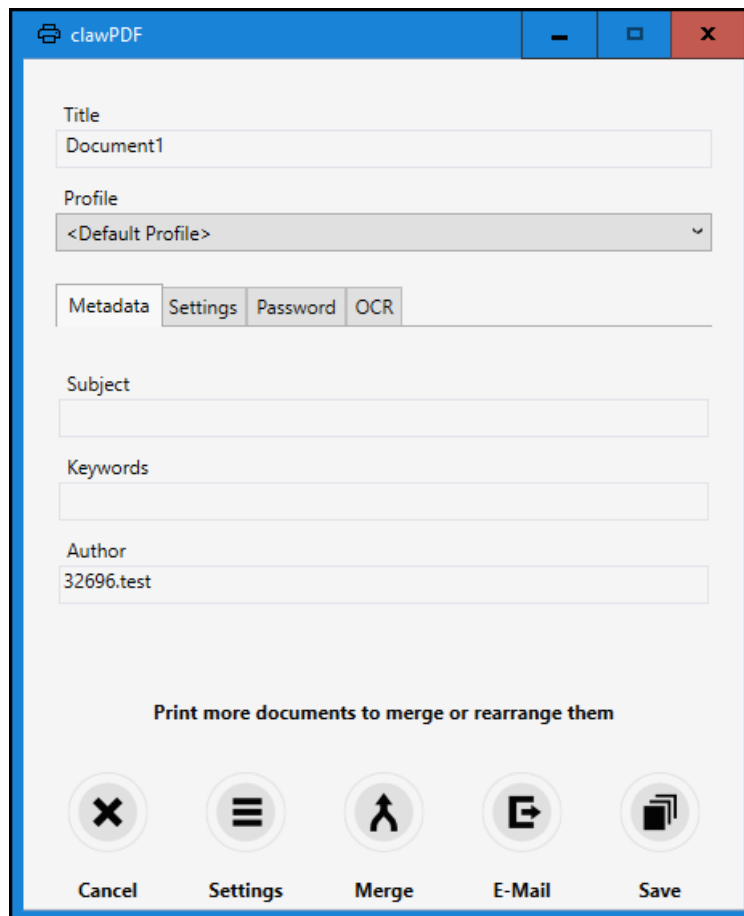 clawPDF
Title
Document1
Profile
<Default Profile>
Metadata Settings Password OCR
Subject
Keywords
Author
32696.test
Print more documents to merge or rearrange them
Cancel Settings Merge E-Mail Save